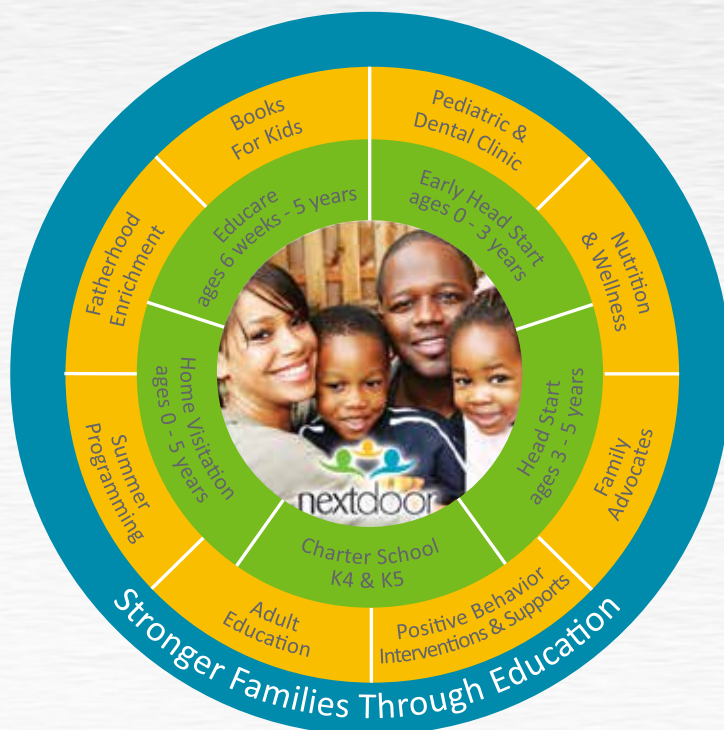 Books
For Kids
Pediatric &
Dental Clinic
Nutrition
& Wellness
Family
Advocates
Positive Behavior
Interventions & Supports
Adult
Education
Summer
Programming
Fatherhood
Enrichment
Educare
ages 6 weeks - 5 years
Early Head Start
ages 0 - 3 years
Head Start
ages 3 - 5 years
Charter School
K4 & K5
Home Visitation
ages 0 - 5 years
nextdoor
Stronger Families Through Education